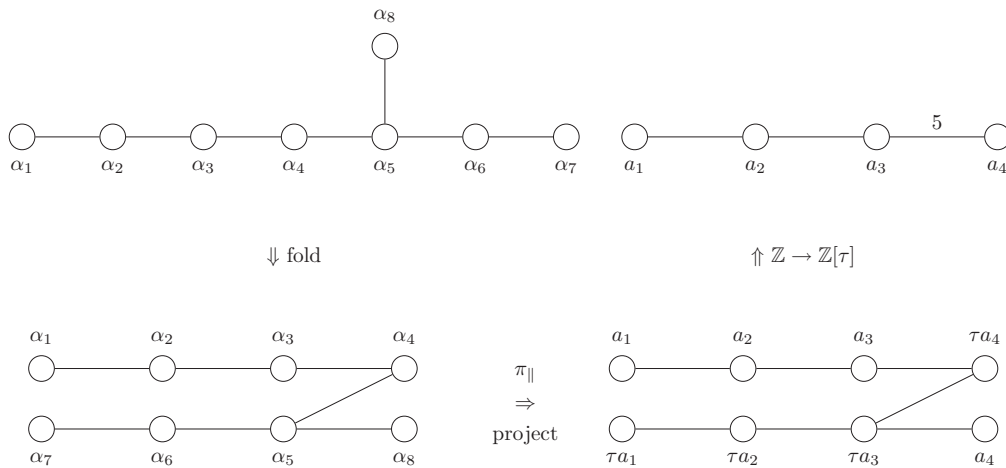 α₈
α₁ α₂ α₃ α₄ α₅ α₆ α₇
5
a₁ a₂ a₃ a₄
⇓ fold
⇑ ℤ → ℤ[τ]
α₁ α₂ α₃ α₄
α₇ α₆ α₅ α₈
π∥
⇒
project
a₁ a₂ a₃ τa₄
τa₁ τa₂ τa₃ a₄